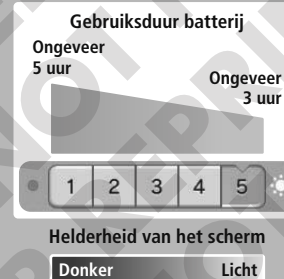 Gebruiksduur batterij
Ongeveer
5 uur
Ongeveer
3 uur
1 2 3 4 5
Helderheid van het scherm
Donker Licht